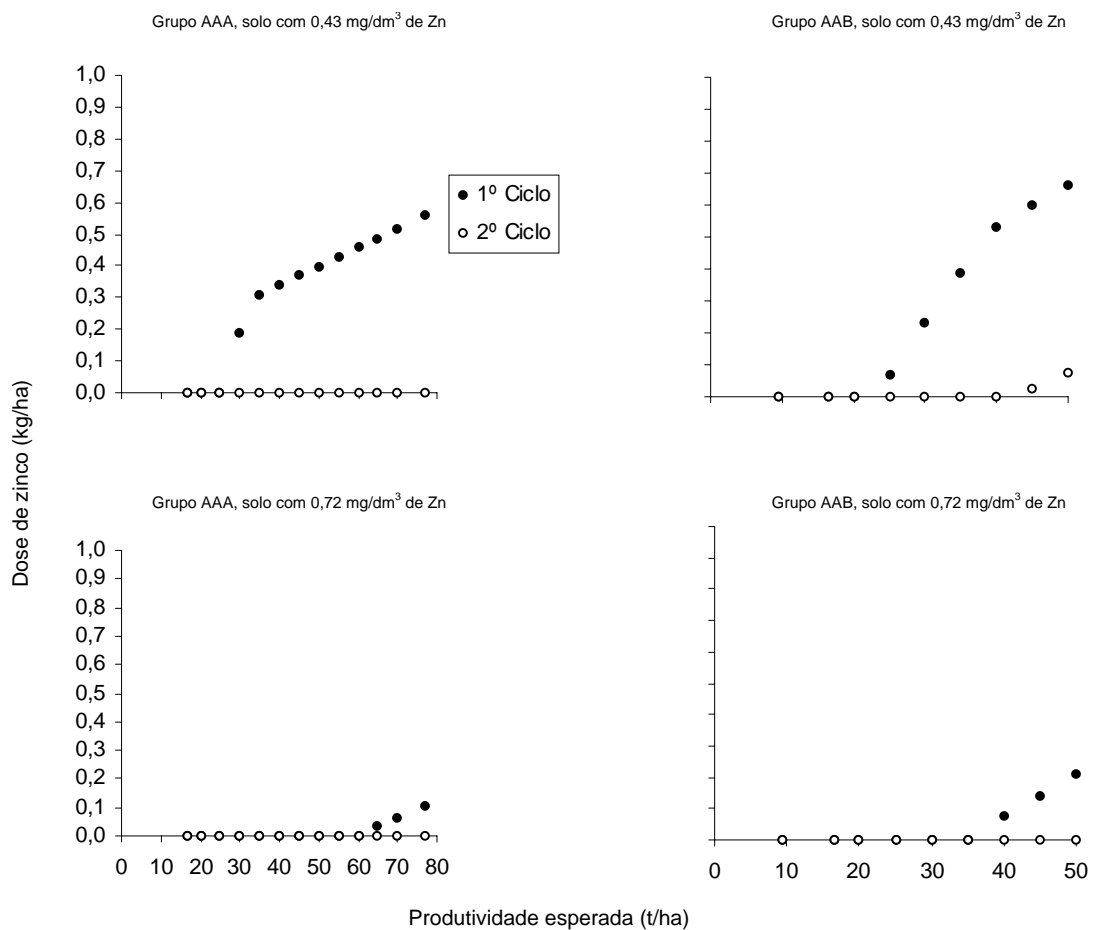 Grupo AAA, solo com 0,43 mg/dm³ de Zn
Grupo AAB, solo com 0,43 mg/dm³ de Zn
1,0
0,9
0,8
0,7
0,6
0,5
0,4
0,3
0,2
0,1
0,0
1º Ciclo
2º Ciclo
Dose de zinco (kg/ha)
Grupo AAA, solo com 0,72 mg/dm³ de Zn
Grupo AAB, solo com 0,72 mg/dm³ de Zn
1,0
0,9
0,8
0,7
0,6
0,5
0,4
0,3
0,2
0,1
0,0
0 10 20 30 40 50 60 70 80
0 10 20 30 40 50
Produtividade esperada (t/ha)